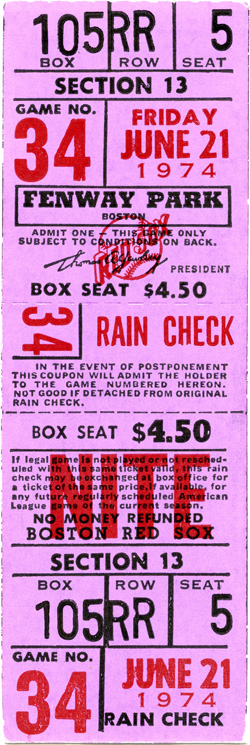 105 RR 5
BOX ROW SEAT
SECTION 13
GAME NO.
34
FRIDAY
JUNE 21
1974
FENWAY PARK
BOSTON
ADMIT ONE — THIS GAME ONLY
SUBJECT TO CONDITIONS ON BACK.
PRESIDENT
BOX SEAT $4.50
34
RAIN CHECK
IN THE EVENT OF POSTPONEMENT
THIS COUPON WILL ADMIT THE HOLDER
TO THE GAME NUMBERED HEREON.
NOT GOOD IF DETACHED FROM ORIGINAL
RAIN CHECK.
BOX SEAT $4.50
If legal game is not played or not resched-
uled with this same ticket valid, this rain
check may be exchanged at box office for
a ticket of the same price, if available, for
any future regularly scheduled American
League game of the current season.
NITE
NO MONEY REFUNDED
BOSTON RED SOX
SECTION 13
BOX ROW SEAT
105 RR 5
GAME NO.
34
JUNE 21
1974
RAIN CHECK